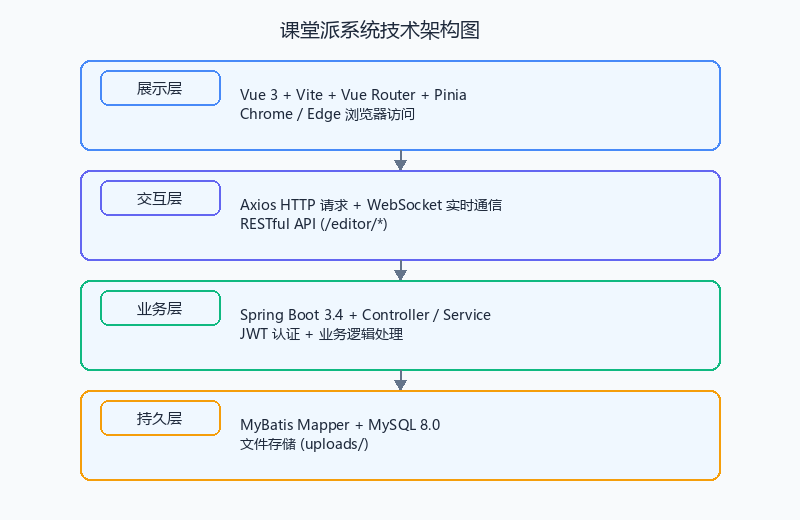 课堂派系统技术架构图
展示层
Vue 3 + Vite + Vue Router + Pinia
Chrome / Edge 浏览器访问
交互层
Axios HTTP 请求 + WebSocket 实时通信
RESTful API (/editor/*)
业务层
Spring Boot 3.4 + Controller / Service
JWT 认证 + 业务逻辑处理
持久层
MyBatis Mapper + MySQL 8.0
文件存储 (uploads/)